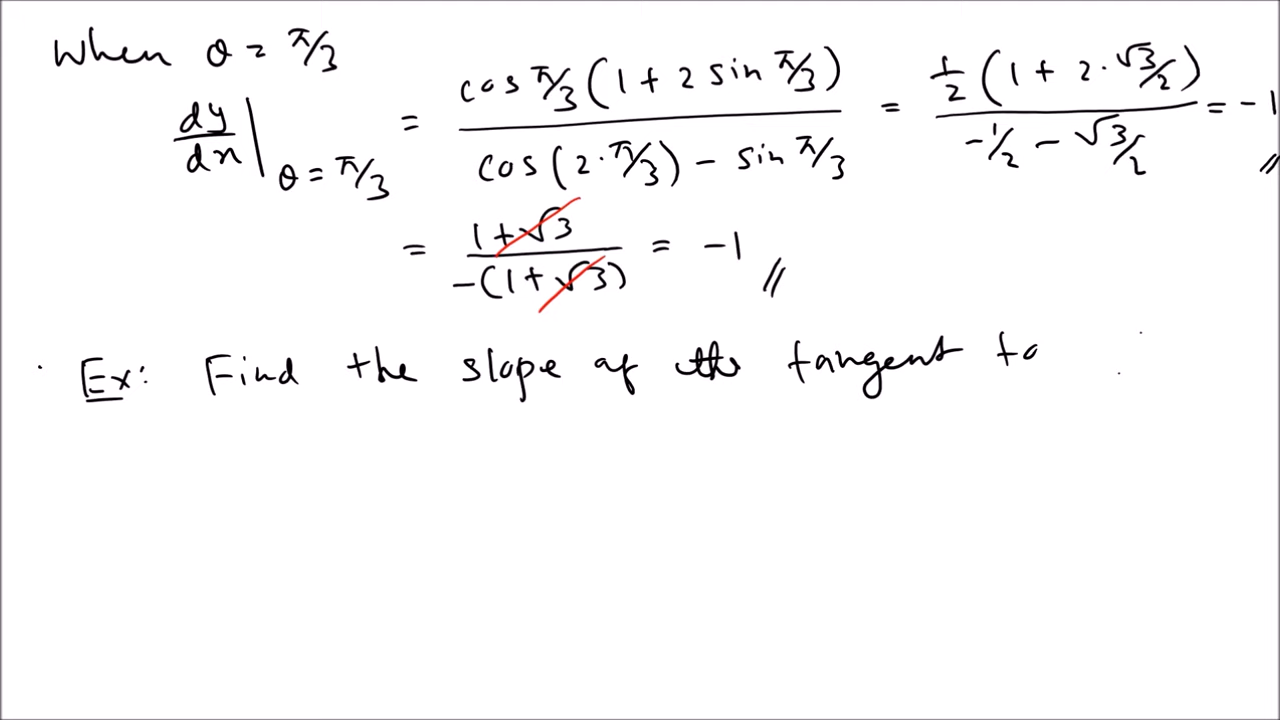 When θ = π/3
dy/dx |θ = π/3 = cos π/3 (1 + 2 sin π/3) / cos(2·π/3) − sin π/3 = 1/2 (1 + 2·√3/2) / −1/2 − √3/2 = −1 //
= 1+√3 / −(1+√3) = −1 //
Ex: Find the slope of the tangent to